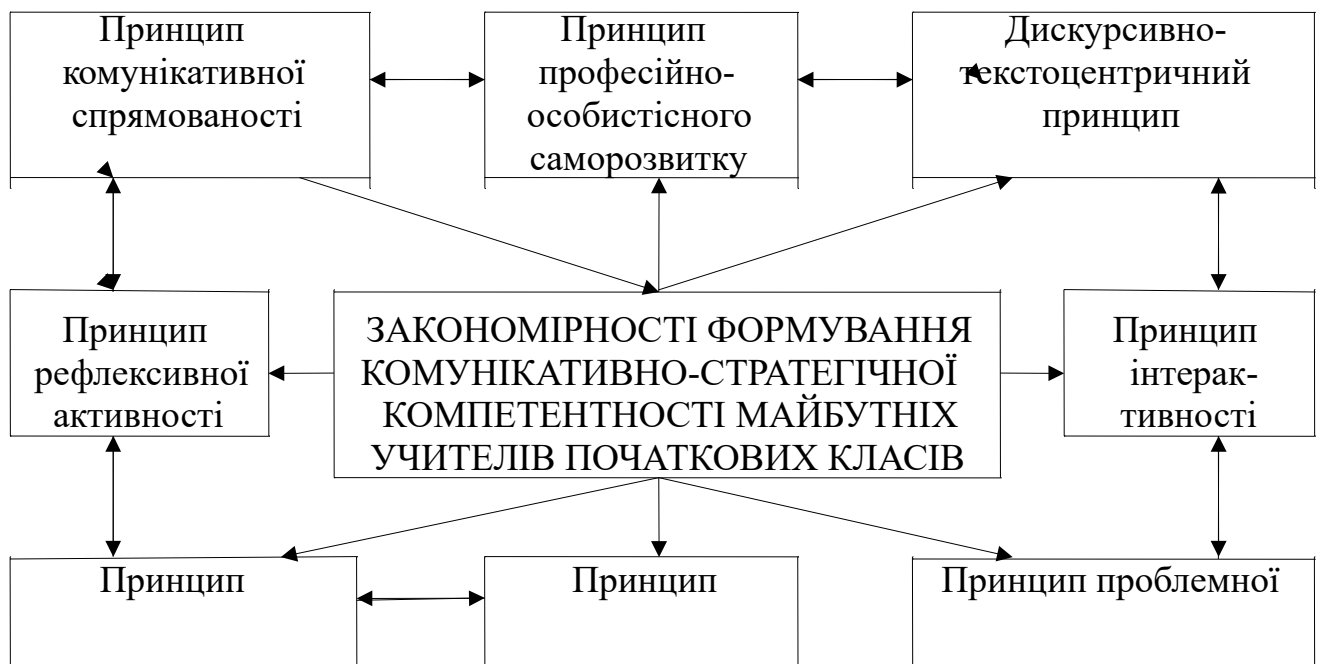 Принцип
комунікативної
спрямованості
Принцип
професійно-
особистісного
саморозвитку
Дискурсивно-
текстоцентричний
принцип
Принцип
рефлексивної
активності
ЗАКОНОМІРНОСТІ ФОРМУВАННЯ
КОМУНІКАТИВНО-СТРАТЕГІЧНОЇ
КОМПЕТЕНТНОСТІ МАЙБУТНІХ
УЧИТЕЛІВ ПОЧАТКОВИХ КЛАСІВ
Принцип
інтерак-
тивності
Принцип
Принцип
Принцип проблемної